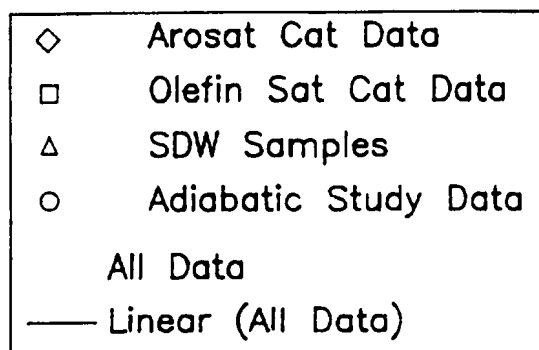 Arosat Cat Data
Olefin Sat Cat Data
SDW Samples
Adiabatic Study Data
All Data
Linear (All Data)